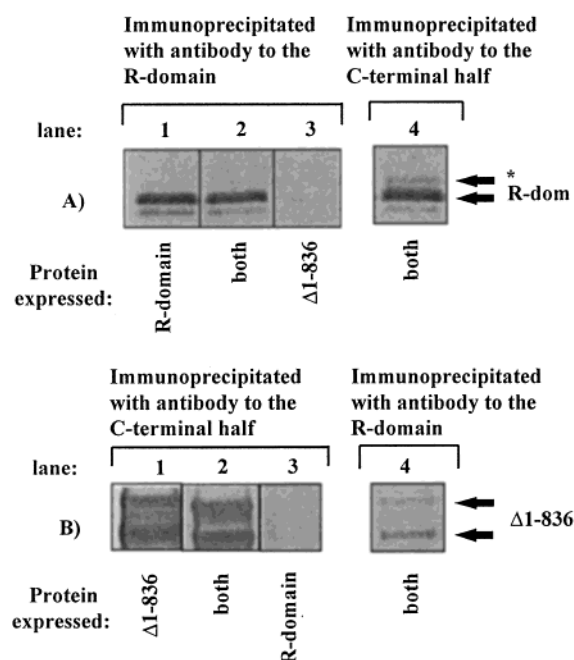 Immunoprecipitated
with antibody to the
R-domain
Immunoprecipitated
with antibody to the
C-terminal half
lane:
1
2
3
4
A)
*
R-dom
Protein
expressed:
R-domain
both
Δ1-836
both
Immunoprecipitated
with antibody to the
C-terminal half
Immunoprecipitated
with antibody to the
R-domain
lane:
1
2
3
4
B)
Δ1-836
Protein
expressed:
Δ1-836
both
R-domain
both